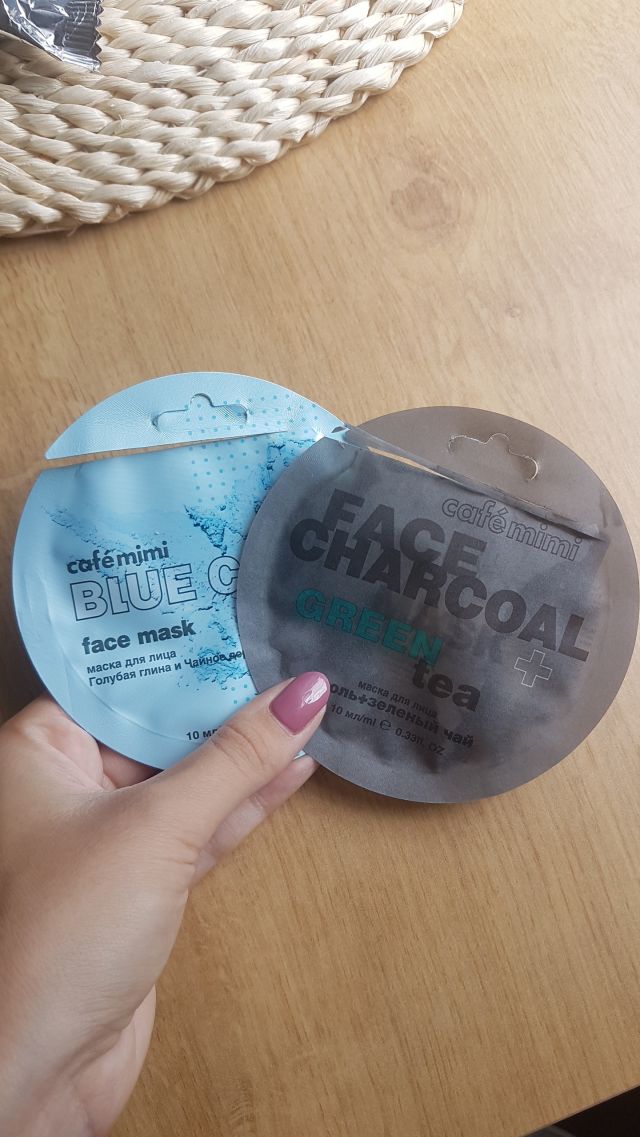 café mimi
BLUE C
face mask
маска для лица
Голубая глина и Чайное де
10 м
café mimi
FACE
CHARCOAL
GREEN +
tea
маска для лица
оль+зеленый чай
10 мл/ml e 0.33fl. OZ